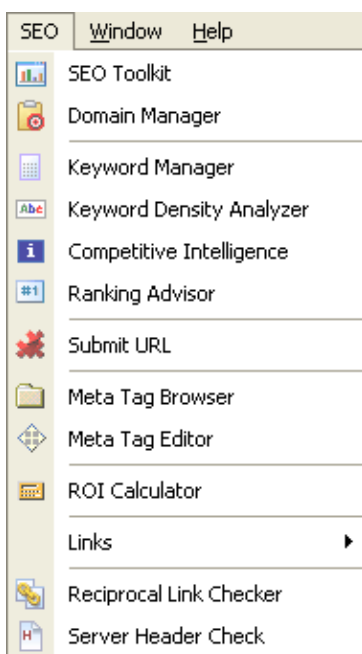 SEO Window Help
SEO Toolkit
Domain Manager
Keyword Manager
Abc Keyword Density Analyzer
i Competitive Intelligence
#1 Ranking Advisor
Submit URL
Meta Tag Browser
Meta Tag Editor
ROI Calculator
Links
Reciprocal Link Checker
H Server Header Check